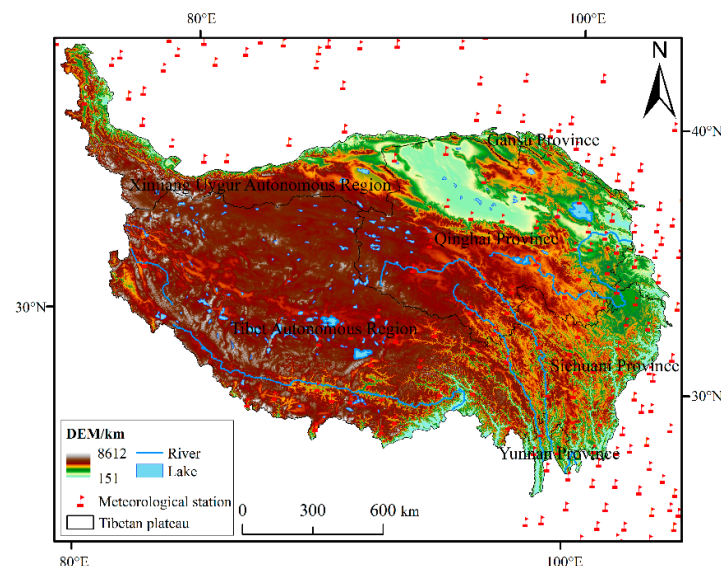 80°E 100°E
N
40°N
Gansu Province
Xinjiang Uygur Autonomous Region
Qinghai Province
30°N
Tibet Autonomous Region
Sichuani Province
30°N
DEM/km
8612 River
151 Lake
Yunnan Province
Meteorological station
Tibetan plateau
0 300 600 km
80°E 100°E